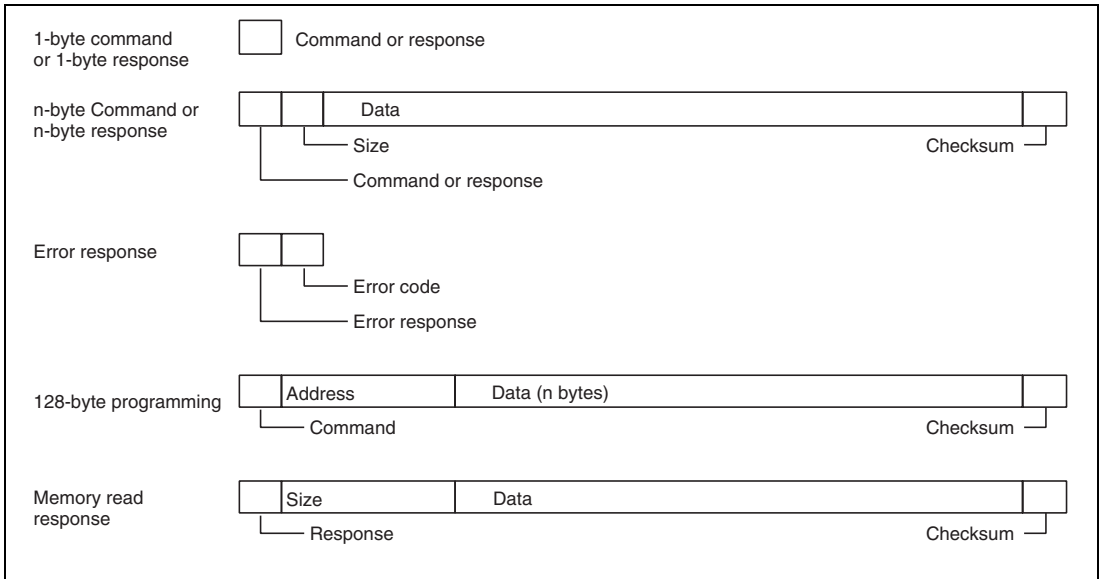 1-byte command
or 1-byte response
Command or response
n-byte Command or
n-byte response
Data
Size
Checksum
Command or response
Error response
Error code
Error response
128-byte programming
Address
Data (n bytes)
Command
Checksum
Memory read
response
Size
Data
Response
Checksum